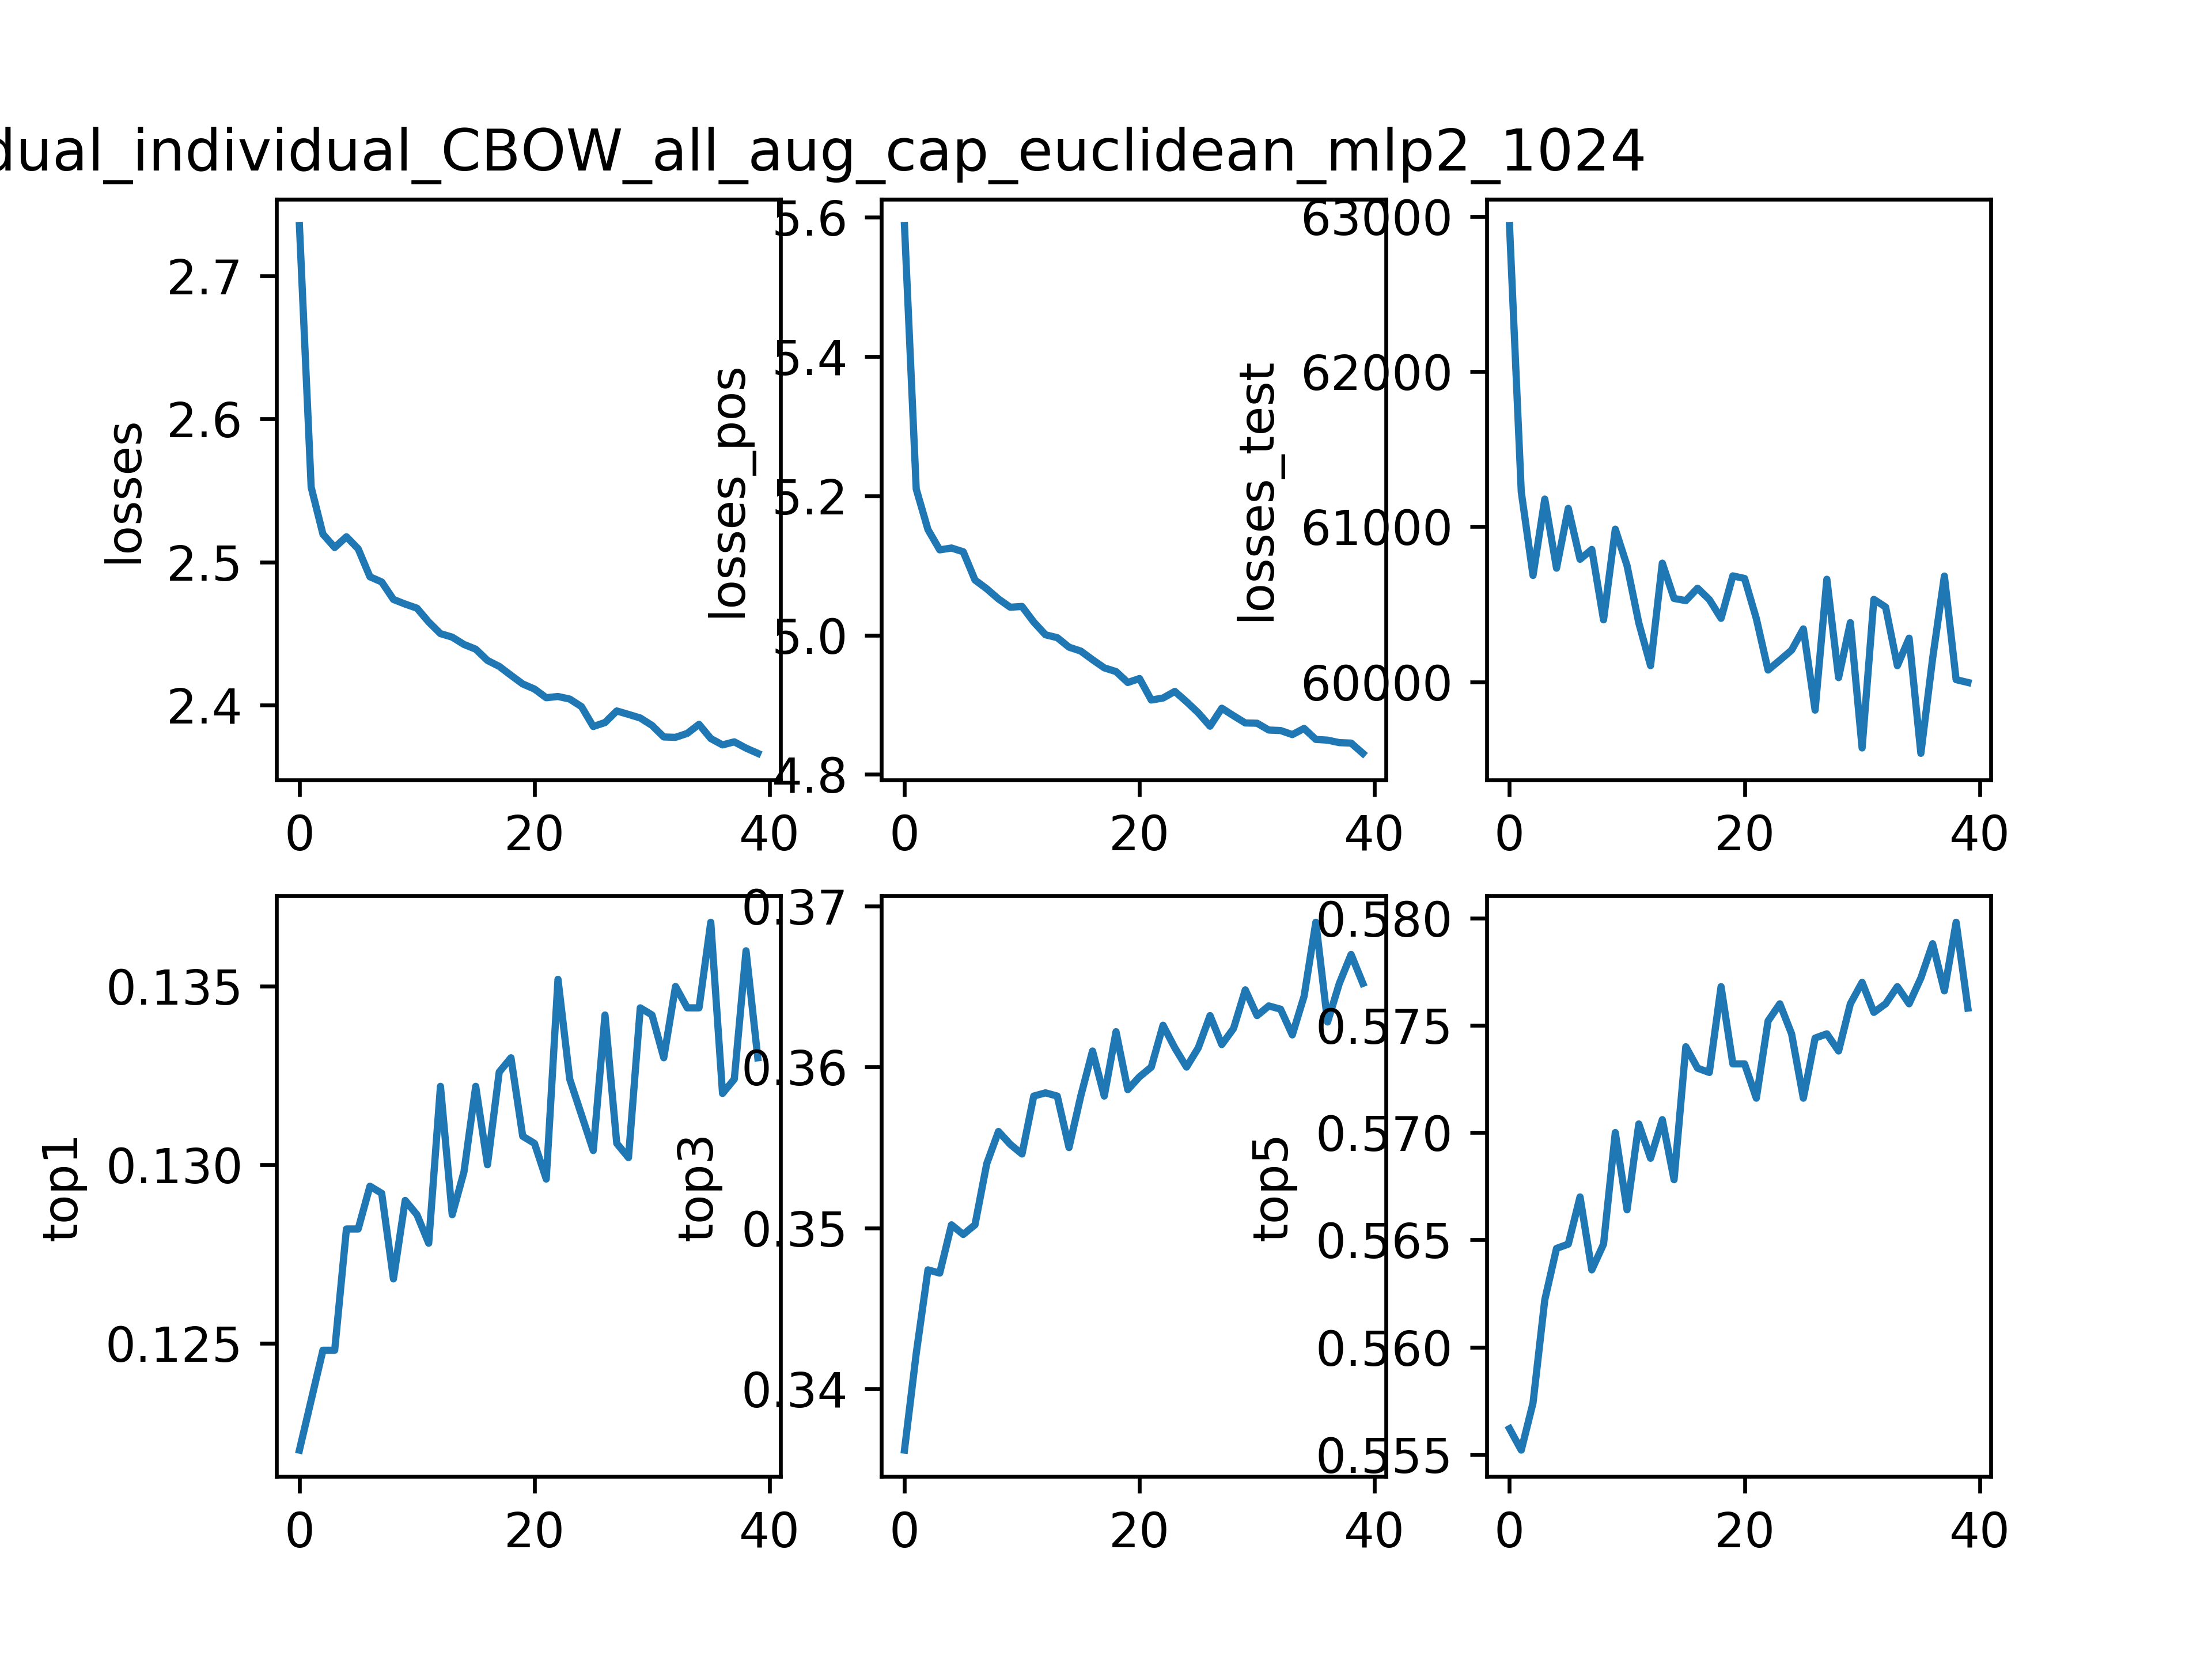 dual_individual_CBOW_all_aug_cap_euclidean_mlp2_1024
losses
2.7
2.6
2.5
2.4
0 20 40
losses_pos
5.6
5.4
5.2
5.0
4.8
0 20 40
losses_test
63000
62000
61000
60000
0 20 40
top1
0.135
0.130
0.125
0 20 40
top3
0.37
0.36
0.35
0.34
0 20 40
top5
0.580
0.575
0.570
0.565
0.560
0.555
0 20 40